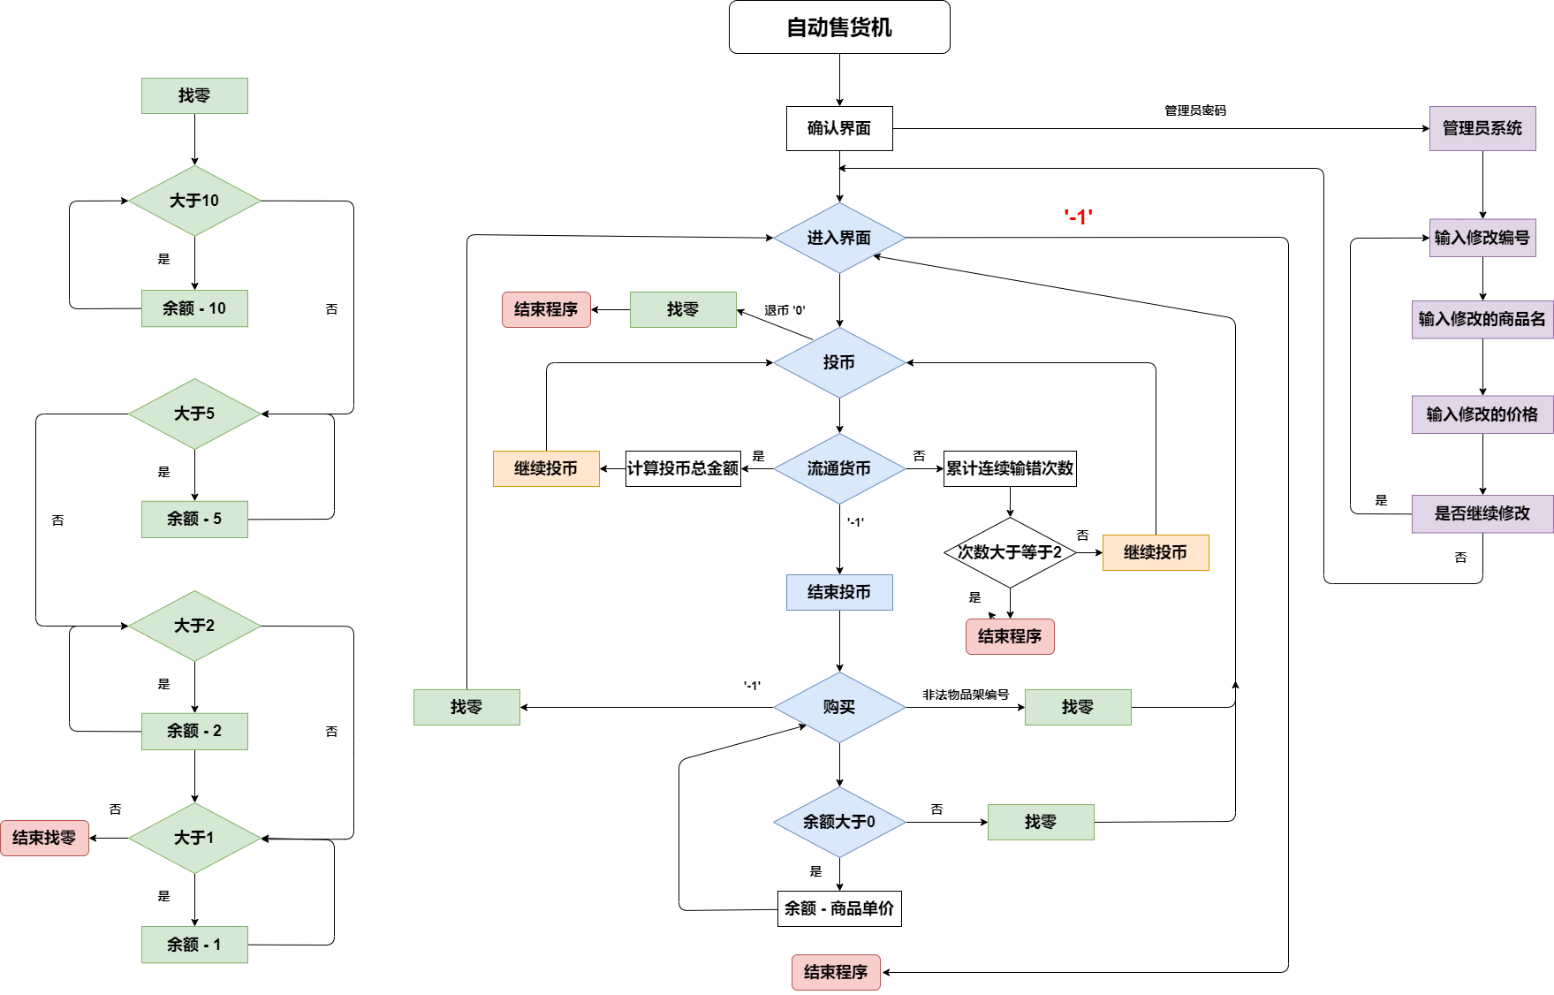 自动售货机
找零
确认界面
管理员密码
管理员系统
大于10
进入界面
'-1'
输入修改编号
是
余额 - 10
否
结束程序
找零
退币 '0'
输入修改的商品名
投币
大于5
输入修改的价格
是
继续投币
计算投币总金额
是
流通货币
否
累计连续输错次数
余额 - 5
否
'-1'
是
是否继续修改
次数大于等于2
否
继续投币
否
结束投币
是
结束程序
大于2
是
找零
'-1'
购买
非法物品架编号
找零
余额 - 2
否
否
结束找零
大于1
余额大于0
否
找零
是
是
余额 - 商品单价
余额 - 1
结束程序